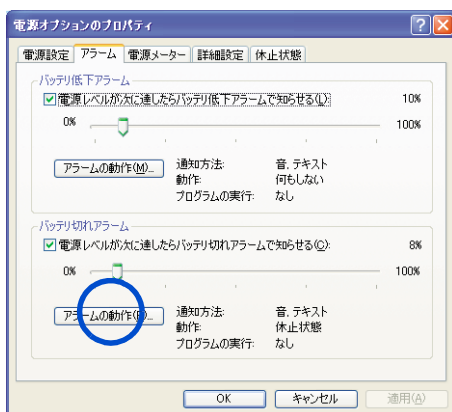 電源オプションのプロパティ
電源設定 アラーム 電源メーター 詳細設定 休止状態
バッテリ低下アラーム
電源レベルが次に達したらバッテリ低下アラームで知らせる(L): 10%
0% 100%
アラームの動作(M)... 通知方法: 音, テキスト
動作: 何もしない
プログラムの実行: なし
バッテリ切れアラーム
電源レベルが次に達したらバッテリ切れアラームで知らせる(C): 8%
0% 100%
アラームの動作 通知方法: 音, テキスト
動作: 休止状態
プログラムの実行: なし
OK キャンセル 適用(A)